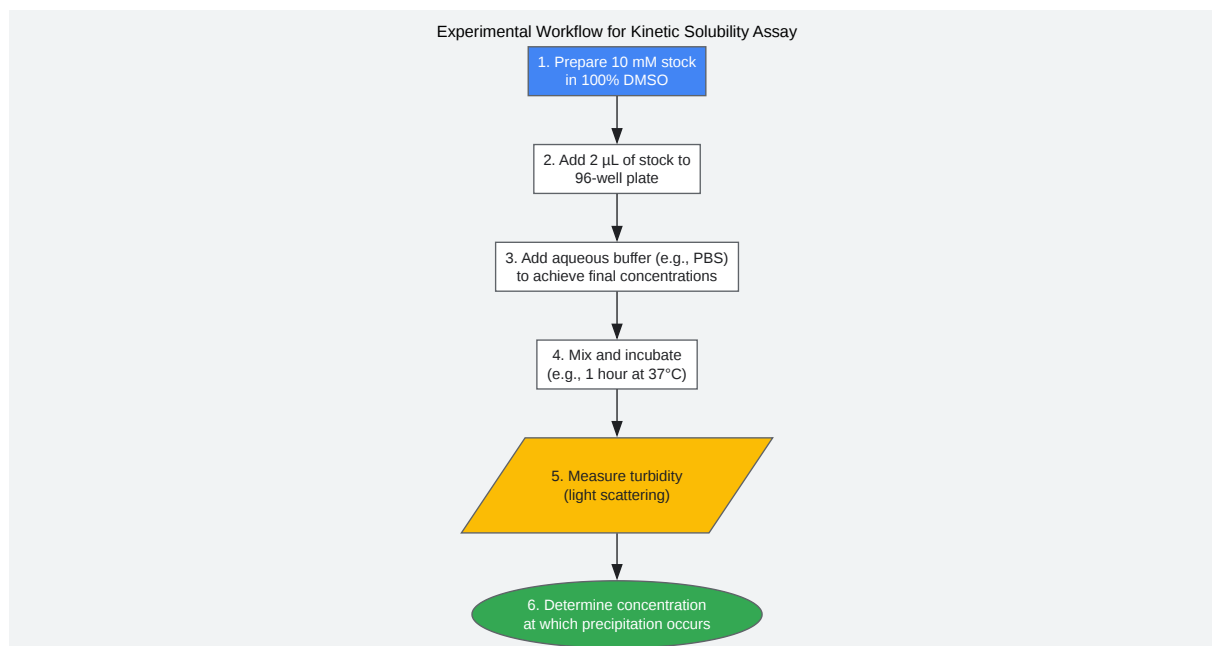 Experimental Workflow for Kinetic Solubility Assay
1. Prepare 10 mM stock
in 100% DMSO
2. Add 2 µL of stock to
96-well plate
3. Add aqueous buffer (e.g., PBS)
to achieve final concentrations
4. Mix and incubate
(e.g., 1 hour at 37°C)
5. Measure turbidity
(light scattering)
6. Determine concentration
at which precipitation occurs